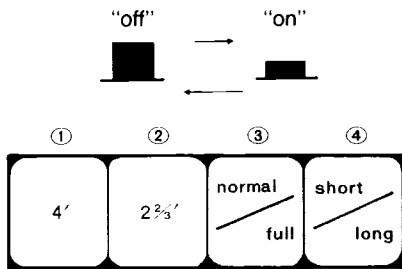 "off" "on"
① ② ③ ④
4' 2⅔' normal short
full long